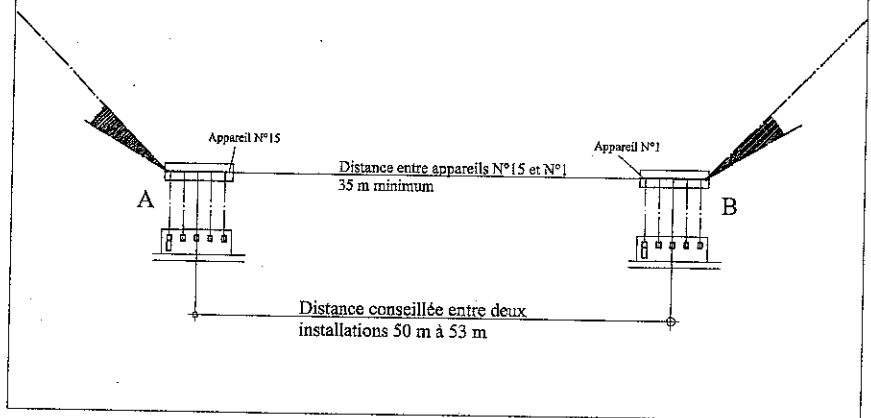 Appareil N°15
Appareil N°1
Distance entre appareils N°15 et N°1
35 m minimum
A
B
Distance conseillée entre deux
installations 50 m à 53 m